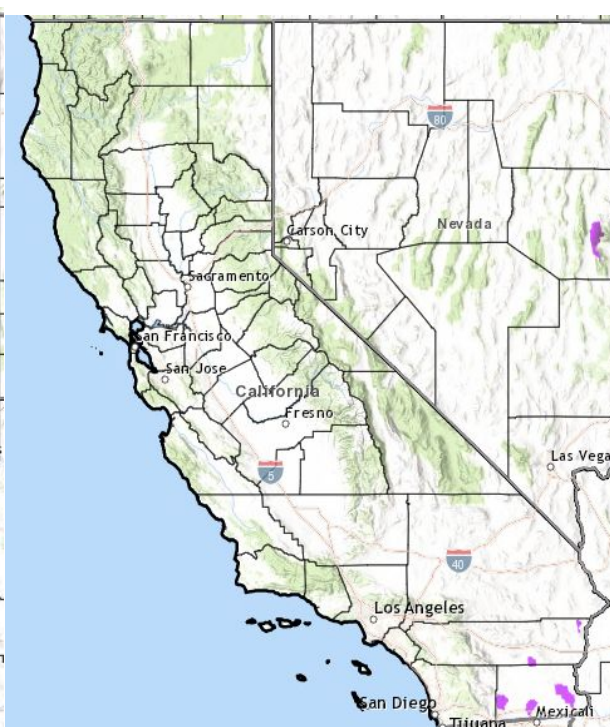 80
Carson City
Nevada
Sacramento
San Francisco
San Jose
California
Fresno
5
Las Vega
40
Los Angeles
San Diego
Mexicali
Tijuana